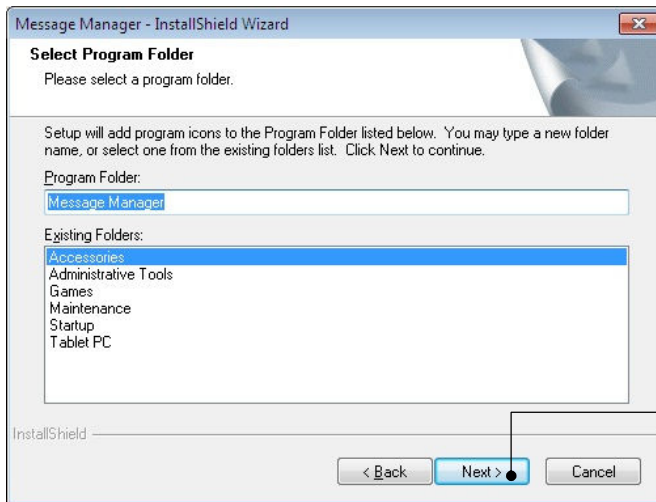 Message Manager - InstallShield Wizard
Select Program Folder
Please select a program folder.
Setup will add program icons to the Program Folder listed below. You may type a new folder
name, or select one from the existing folders list. Click Next to continue.
Program Folder:
Message Manager
Existing Folders:
Accessories
Administrative Tools
Games
Maintenance
Startup
Tablet PC
InstallShield
< Back
Next >
Cancel